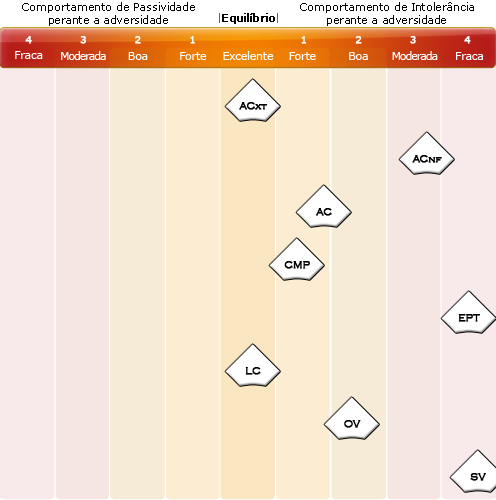 Comportamento de Passividade
perante a adversidade
|Equilíbrio|
Comportamento de Intolerância
perante a adversidade
4 3 2 1 1 2 3 4
Fraca Moderada Boa Forte Excelente Forte Boa Moderada Fraca
ACXT
ACNF
AC
CMP
EPT
LC
OV
SV